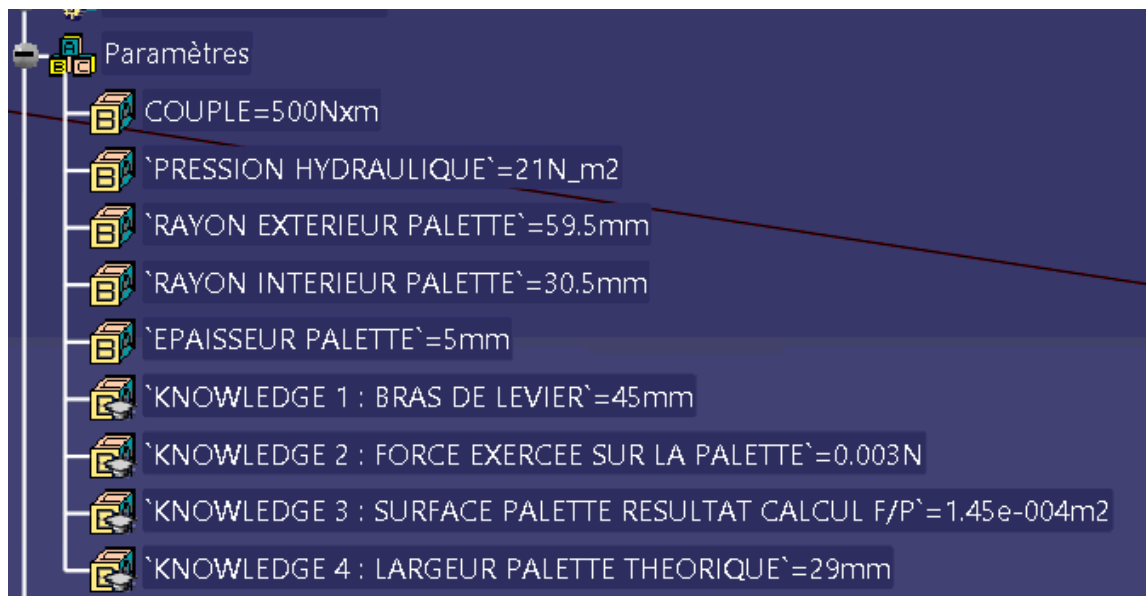 Paramètres
COUPLE=500Nxm
`PRESSION HYDRAULIQUE`=21N_m2
`RAYON EXTERIEUR PALETTE`=59.5mm
`RAYON INTERIEUR PALETTE`=30.5mm
`EPAISSEUR PALETTE`=5mm
`KNOWLEDGE 1 : BRAS DE LEVIER`=45mm
`KNOWLEDGE 2 : FORCE EXERCEE SUR LA PALETTE`=0.003N
`KNOWLEDGE 3 : SURFACE PALETTE RESULTAT CALCUL F/P`=1.45e-004m2
`KNOWLEDGE 4 : LARGEUR PALETTE THEORIQUE`=29mm